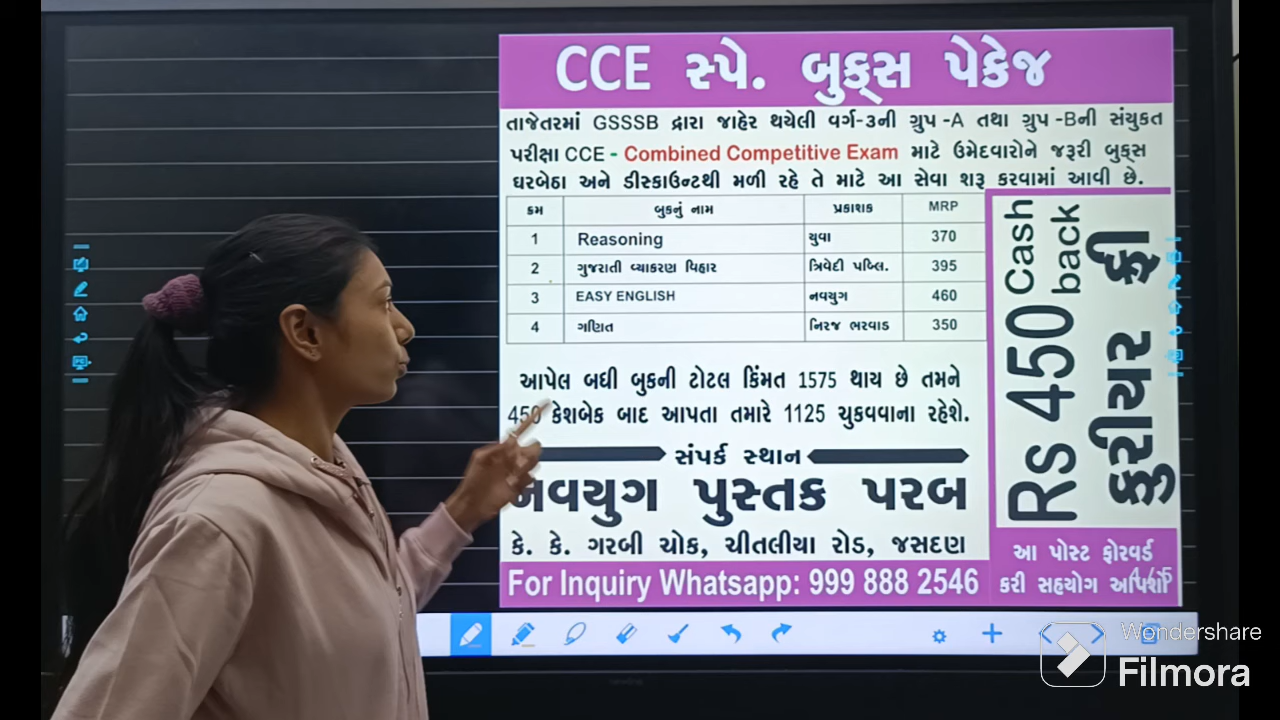 CCE સ્પે. બુક્સ પેકેજ
તાજેતરમાં GSSSB દ્વારા જાહેર થયેલી વર્ગ-૩ની ગ્રુપ -A તથા ગ્રુપ -Bની સંયુક્ત
પરીક્ષા CCE - Combined Competitive Exam માટે ઉમેદવારોને જરૂરી બુક્સ
ઘરબેઠા અને ડીસ્કાઉન્ટથી મળી રહે તે માટે આ સેવા શરૂ કરવામાં આવી છે.
ક્રમ બુકનું નામ પ્રકાશક MRP
1 Reasoning યુવા 370
2 ગુજરાતી વ્યાકરણ વિહાર ત્રિવેદી પબ્લિ. 395
3 EASY ENGLISH નવયુગ 460
4 ગણિત નિરજ ભરવાડ 350
Rs 450 Cash back
કુરીયર ફ્રી
આપેલ બધી બુકની ટોટલ કિંમત 1575 થાય છે તમને
450 કેશબેક બાદ આપતા તમારે 1125 ચુકવવાના રહેશે.
સંપર્ક સ્થાન
નવયુગ પુસ્તક પરબ
કે. કે. ગરબી ચોક, ચીતલીયા રોડ, જસદણ
For Inquiry Whatsapp: 999 888 2546
આ પોસ્ટ ફોરવર્ડ
કરી સહયોગ આપશો
Wondershare
Filmora